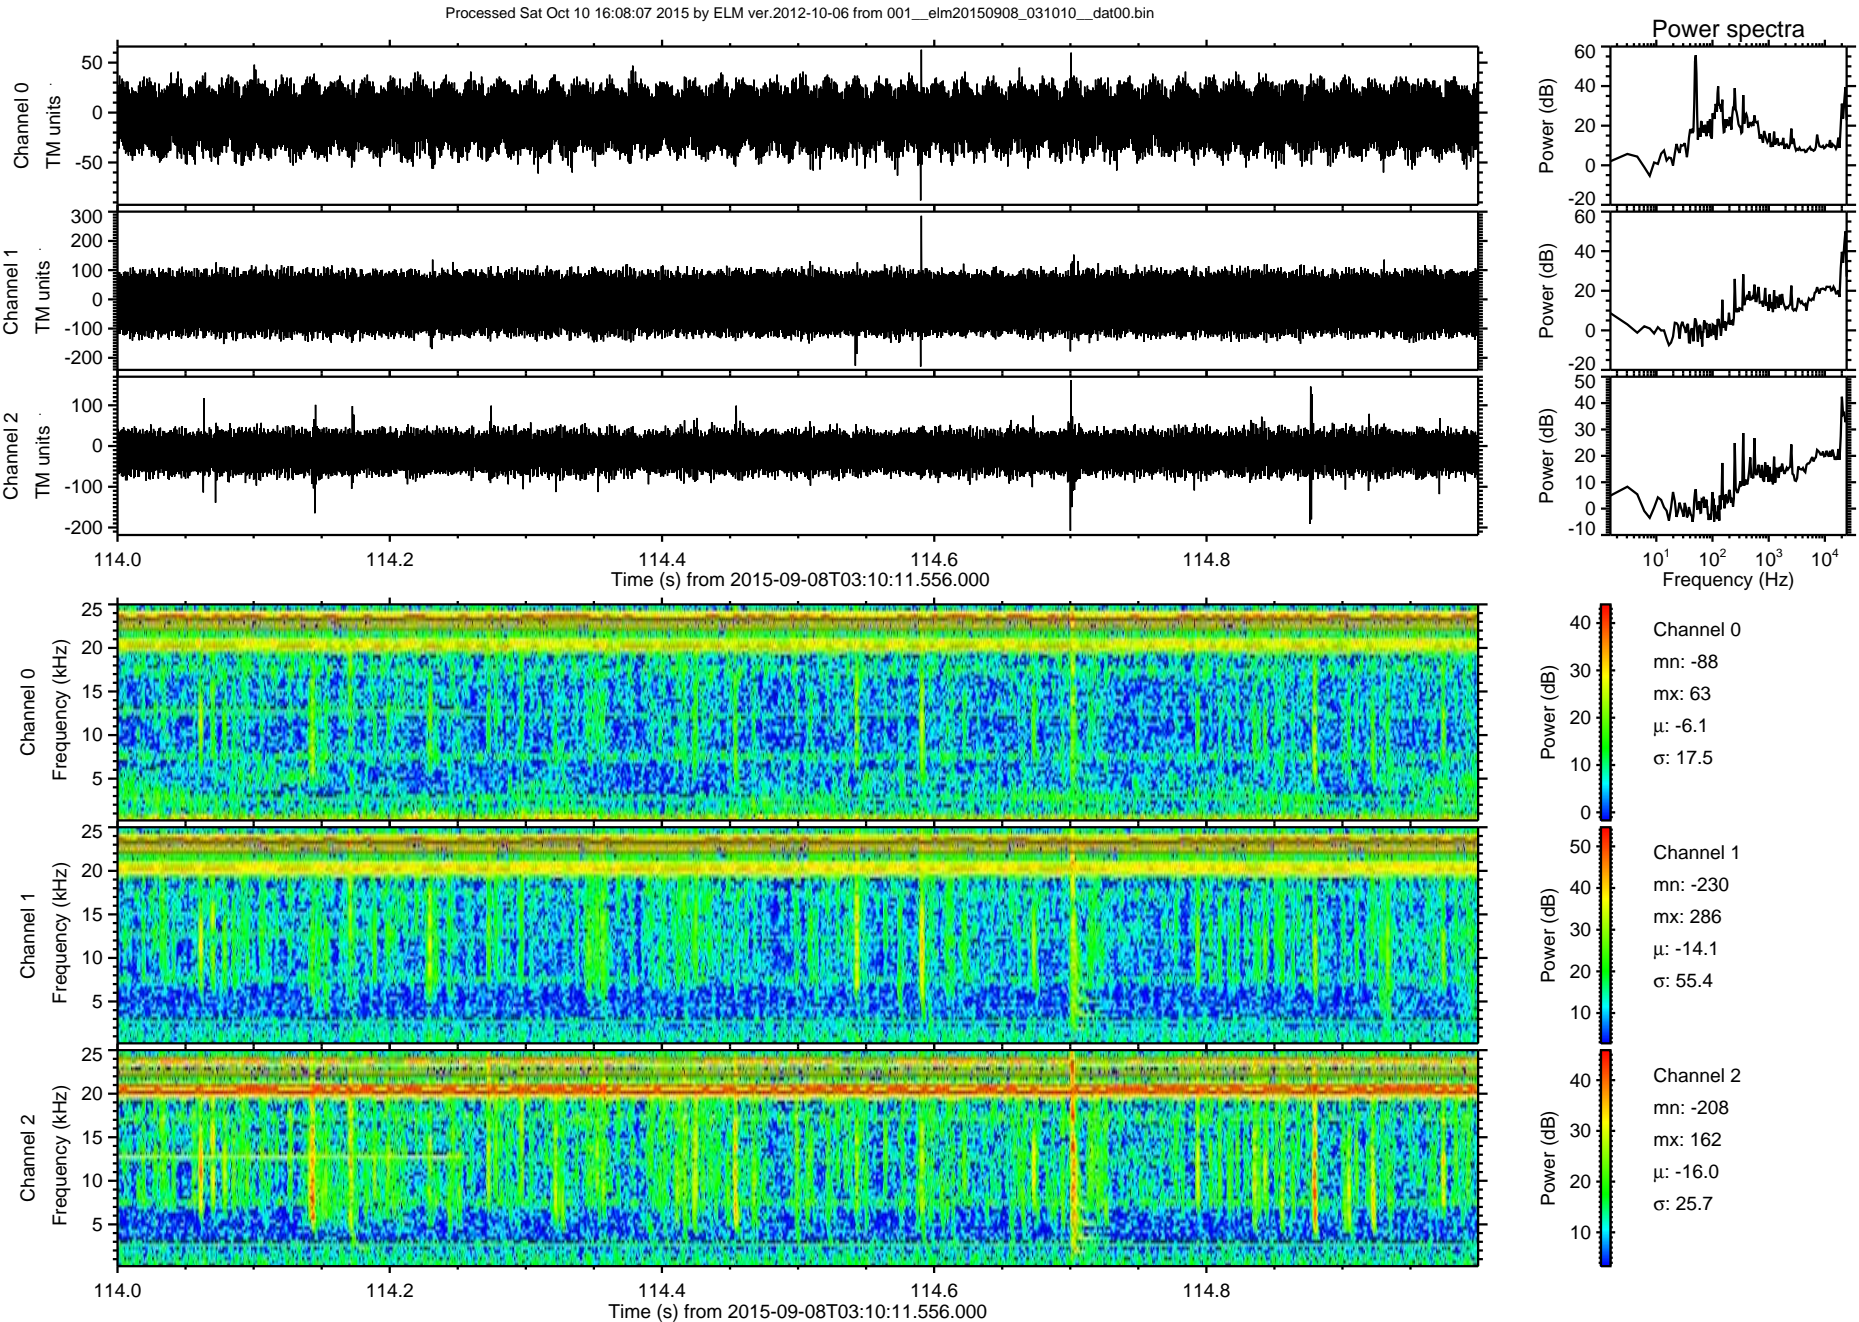 Processed Sat Oct 10 16:08:07 2015 by ELM ver.2012-10-06 from 001__elm20150908_031010__dat00.bin
Power spectra
Channel 0
TM units
50
0
-50
Power (dB)
60
40
20
0
-20
Channel 1
TM units
300
200
100
0
-100
-200
Power (dB)
60
40
20
0
-20
Channel 2
TM units
100
0
-100
-200
Power (dB)
50
40
30
20
10
0
-10
114.0 114.2 114.4 114.6 114.8
Time (s) from 2015-09-08T03:10:11.556.000
10^1 10^2 10^3 10^4
Frequency (Hz)
Channel 0
Frequency (kHz)
25
20
15
10
5
Power (dB)
40
30
20
10
0
Channel 0
mn: -88
mx: 63
μ: -6.1
σ: 17.5
Channel 1
Frequency (kHz)
25
20
15
10
5
Power (dB)
50
40
30
20
10
Channel 1
mn: -230
mx: 286
μ: -14.1
σ: 55.4
Channel 2
Frequency (kHz)
25
20
15
10
5
Power (dB)
40
30
20
10
Channel 2
mn: -208
mx: 162
μ: -16.0
σ: 25.7
114.0 114.2 114.4 114.6 114.8
Time (s) from 2015-09-08T03:10:11.556.000